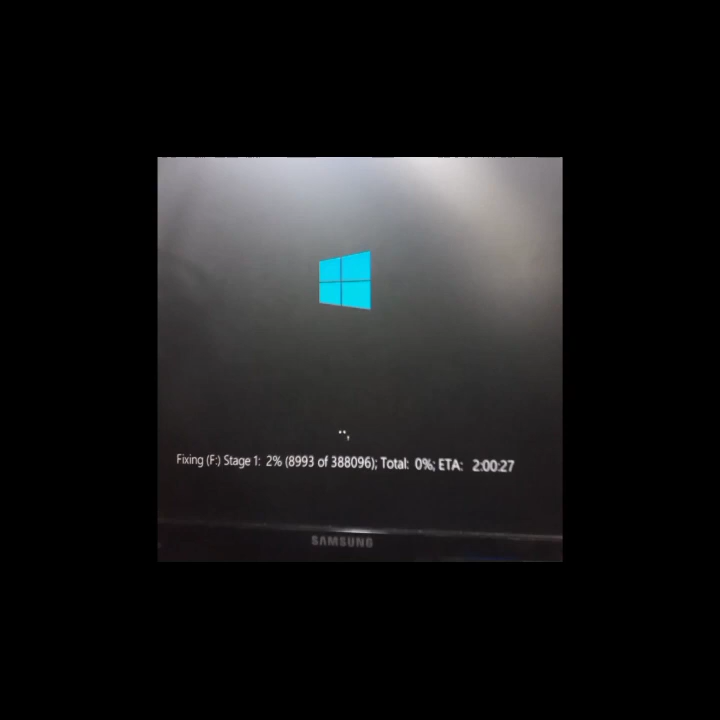 Fixing (F:) Stage 1: 2% (8993 of 388096); Total: 0%; ETA: 2:00:27
SAMSUNG